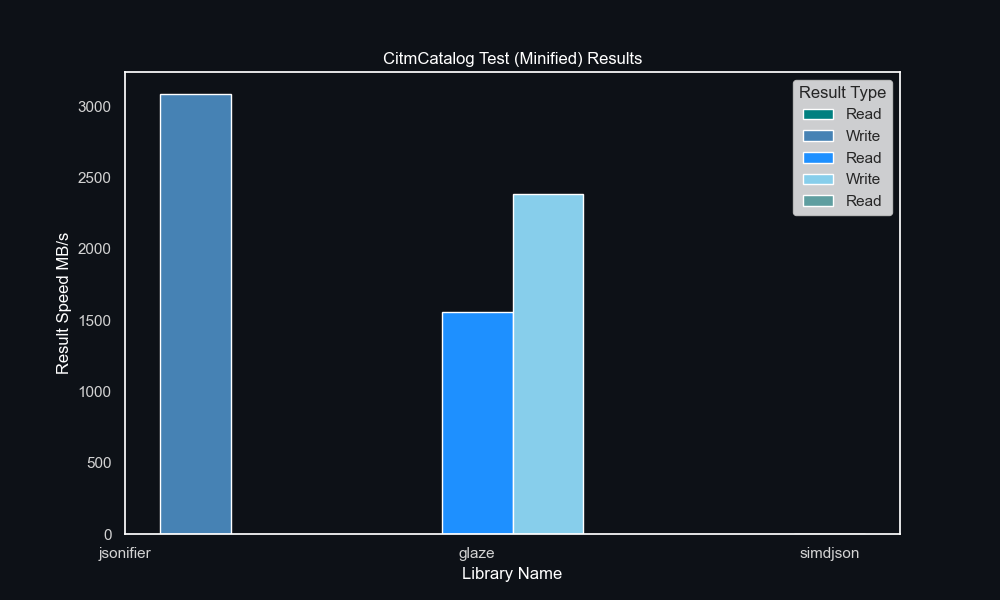 CitmCatalog Test (Minified) Results
Result Type
Read
Write
Read
Write
Read
Result Speed MB/s
3000
2500
2000
1500
1000
500
0
jsonifier glaze simdjson
Library Name